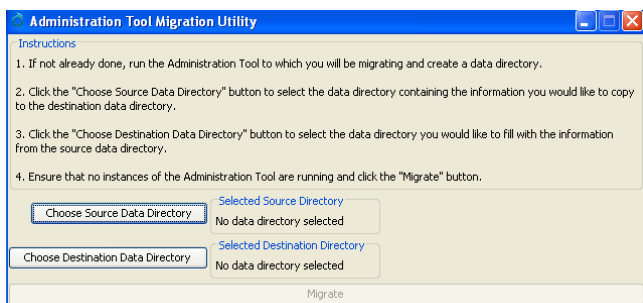 Administration Tool Migration Utility
Instructions
1. If not already done, run the Administration Tool to which you will be migrating and create a data directory.
2. Click the "Choose Source Data Directory" button to select the data directory containing the information you would like to copy
to the destination data directory.
3. Click the "Choose Destination Data Directory" button to select the data directory you would like to fill with the information
from the source data directory.
4. Ensure that no instances of the Administration Tool are running and click the "Migrate" button.
Selected Source Directory
Choose Source Data Directory
No data directory selected
Selected Destination Directory
Choose Destination Data Directory
No data directory selected
Migrate